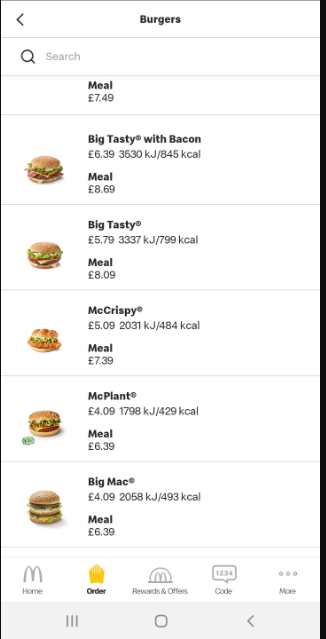 Burgers
Search
Meal
£7.49
Big Tasty® with Bacon
£6.39 3530 kJ/845 kcal
Meal
£8.69
Big Tasty®
£5.79 3337 kJ/799 kcal
Meal
£8.09
McCrispy®
£5.09 2031 kJ/484 kcal
Meal
£7.39
McPlant®
£4.09 1798 kJ/429 kcal
Meal
£6.39
Big Mac®
£4.09 2058 kJ/493 kcal
Meal
£6.39
1234
Home Order Rewards & Offers Code More